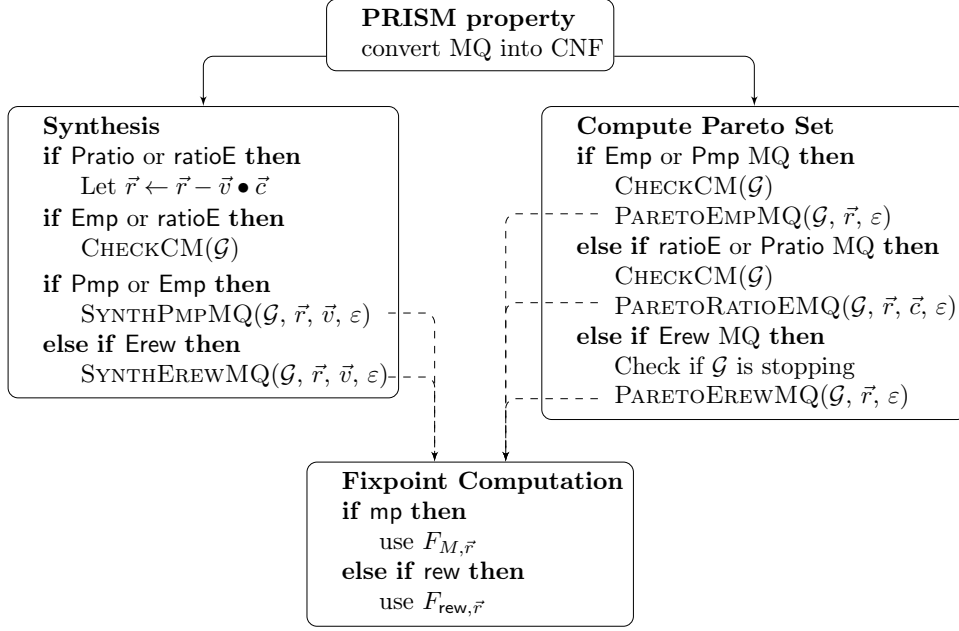 PRISM property
convert MQ into CNF
Synthesis
if Pratio or ratioE then
Let r⃗ ← r⃗ − v⃗ • c⃗
if Emp or ratioE then
CHECKCM(𝒢)
if Pmp or Emp then
SYNTHPMPMQ(𝒢, r⃗, v⃗, ε)
else if Erew then
SYNTHEREWMQ(𝒢, r⃗, v⃗, ε)
Compute Pareto Set
if Emp or Pmp MQ then
CHECKCM(𝒢)
PARETOEMPMQ(𝒢, r⃗, ε)
else if ratioE or Pratio MQ then
CHECKCM(𝒢)
PARETORATIOEMQ(𝒢, r⃗, c⃗, ε)
else if Erew MQ then
Check if 𝒢 is stopping
PARETOEREWMQ(𝒢, r⃗, ε)
Fixpoint Computation
if mp then
use F_{M,r⃗}
else if rew then
use F_{rew,r⃗}